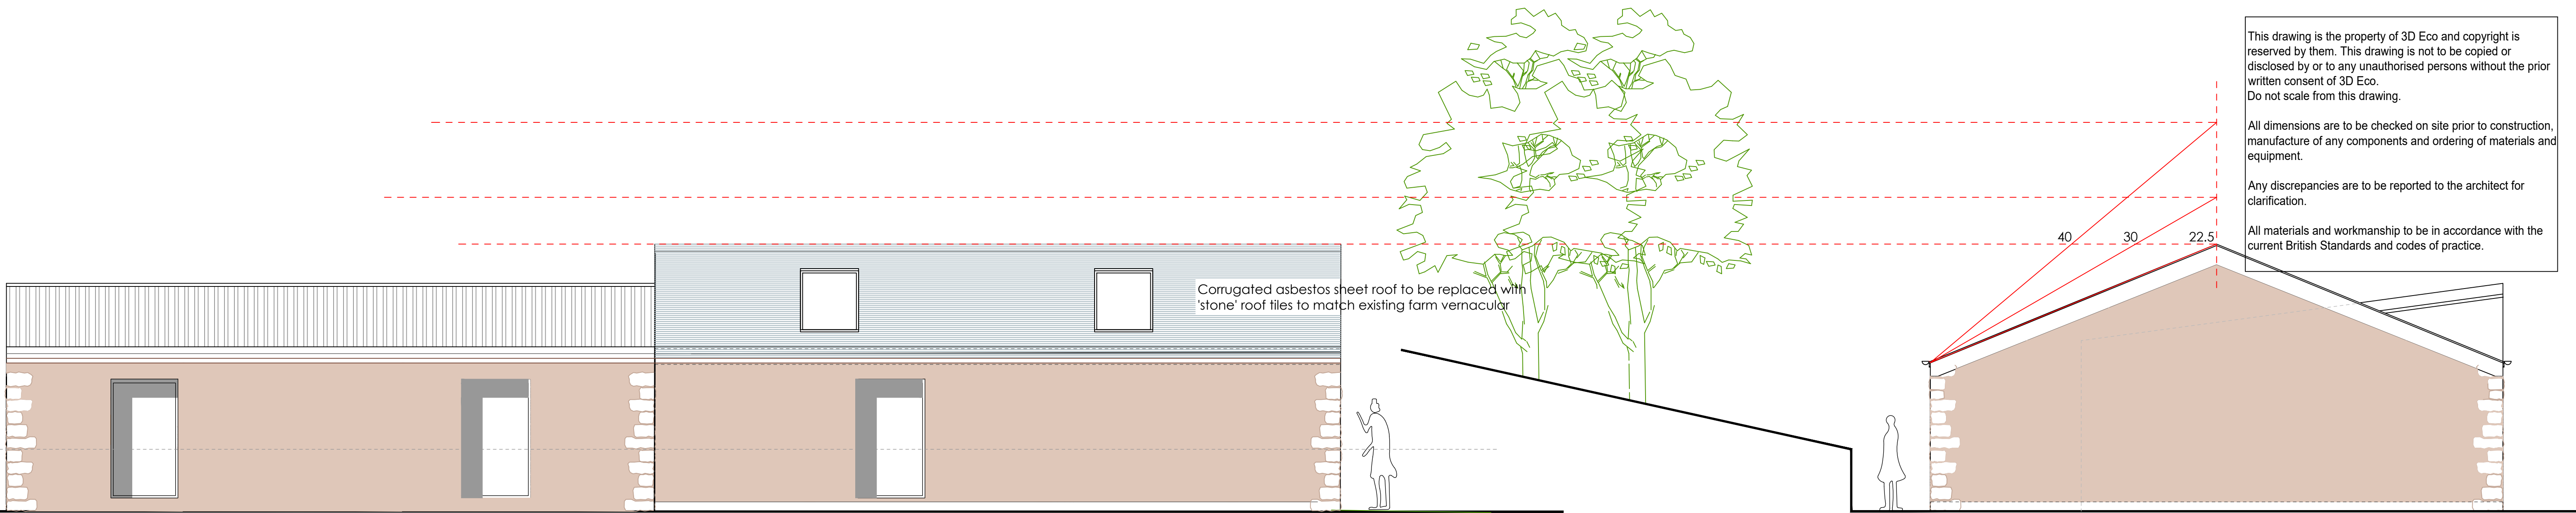 This drawing is the property of 3D Eco and copyright is
reserved by them. This drawing is not to be copied or
disclosed by or to any unauthorised persons without the prior
written consent of 3D Eco.
Do not scale from this drawing.
All dimensions are to be checked on site prior to construction,
manufacture of any components and ordering of materials and
equipment.
Any discrepancies are to be reported to the architect for
clarification.
All materials and workmanship to be in accordance with the
current British Standards and codes of practice.
40 30 22.5
Corrugated asbestos sheet roof to be replaced with
'stone' roof tiles to match existing farm vernacular